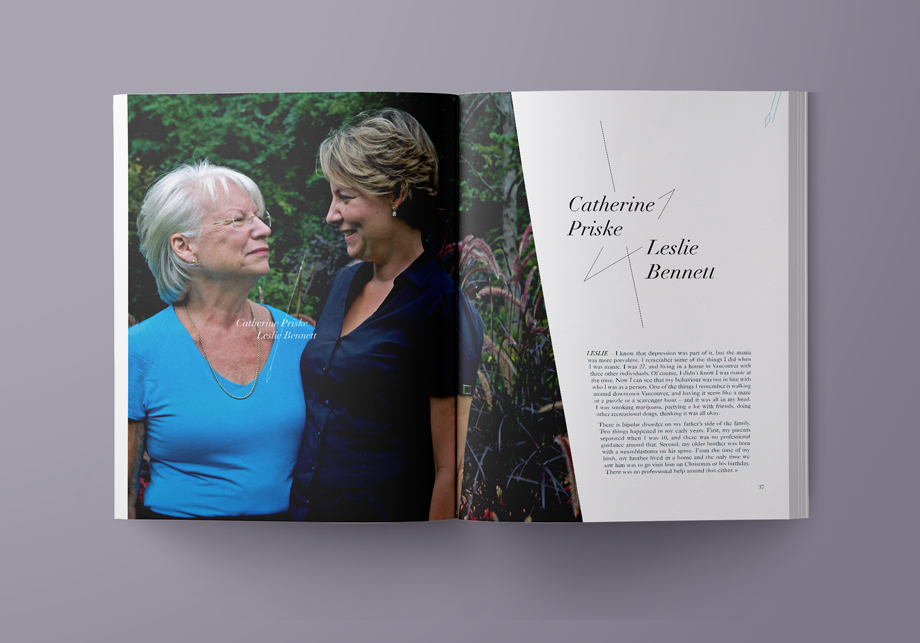 Catherine Priske
Leslie Bennett
Catherine
Priske
Leslie
Bennett
LESLIE – I know that depression was part of it, but the mania
was more prevalent. I remember some of the things I did when
I was manic. I was 27, and living in a house in Vancouver with
three other individuals. Of course, I didn't know I was manic at
the time. Now I can see that my behaviour was not in line with
who I was as a person. One of the things I remember is walking
around downtown Vancouver, and having it seem like a maze
or a puzzle or a scavenger hunt – and it was all in my head.
I was smoking marijuana, partying a lot with friends, doing
other recreational drugs, thinking it was all okay.
There is bipolar disorder on my father's side of the family.
Two things happened in my early years. First, my parents
separated when I was 10, and there was no professional
guidance around that. Second, my older brother was born
with a neuroblastoma on his spine. From the time of my
birth, my brother lived in a home and the only time we
saw him was to go visit him on Christmas or his birthday.
There was no professional help around that either. »
37